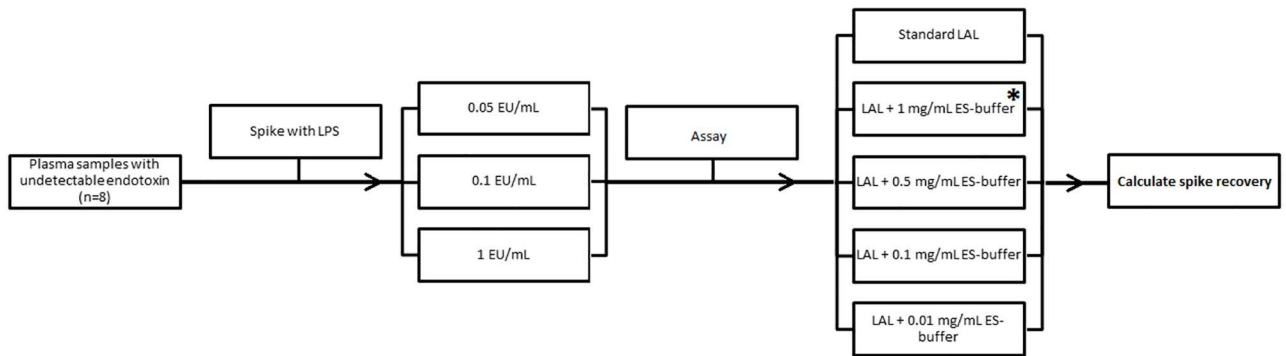 Plasma samples with
undetectable endotoxin
(n=8)
Spike with LPS
0.05 EU/mL
0.1 EU/mL
1 EU/mL
Assay
Standard LAL
LAL + 1 mg/mL ES-buffer *
LAL + 0.5 mg/mL ES-buffer
LAL + 0.1 mg/mL ES-buffer
LAL + 0.01 mg/mL ES-
buffer
Calculate spike recovery